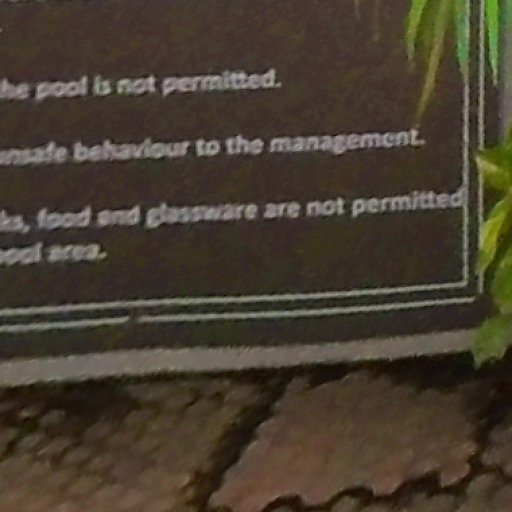 the pool is not permitted.
unsafe behaviour to the management.
food and glassware are not permitted
pool area.